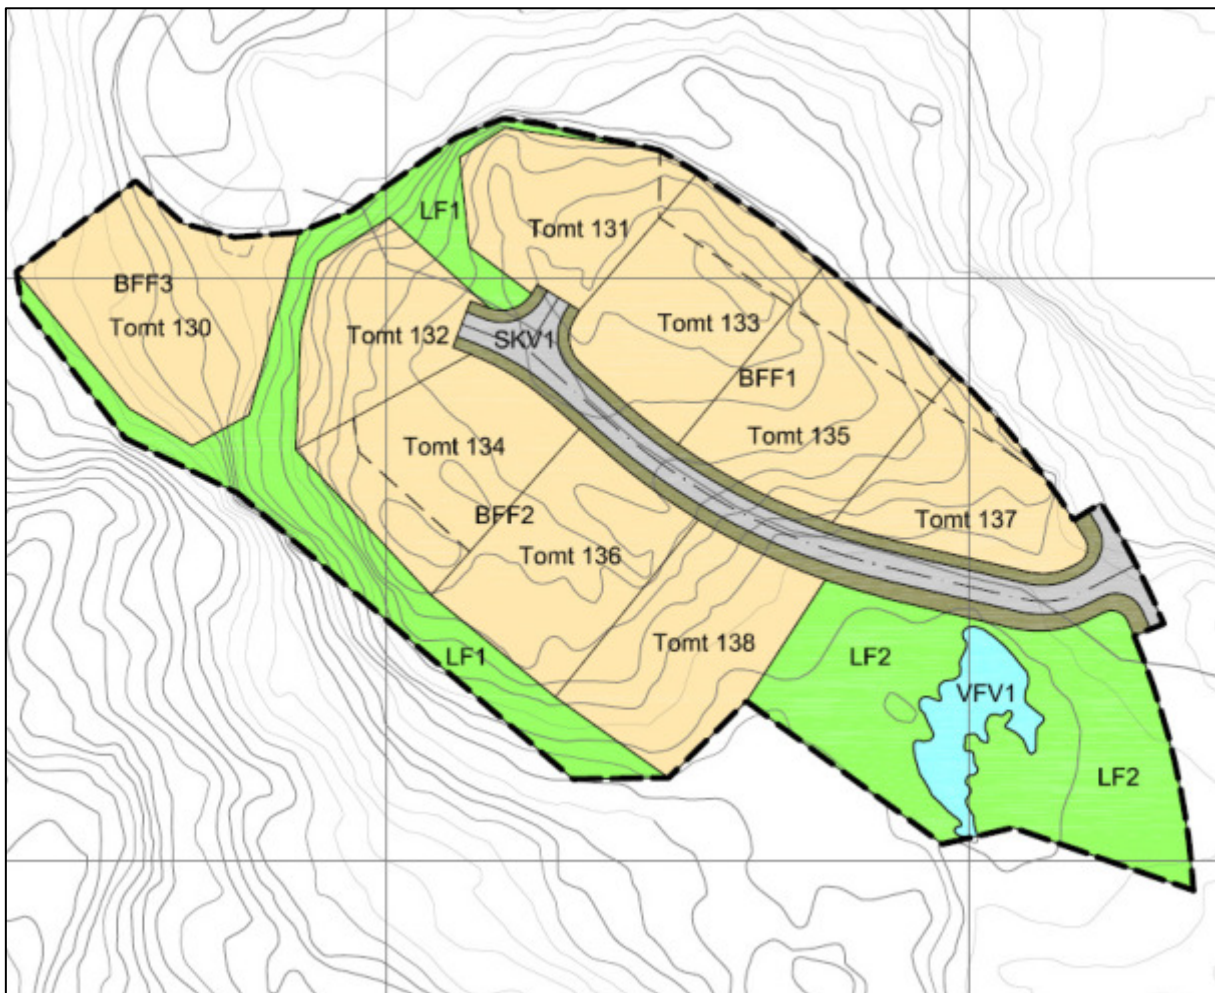 LF1
Tomt 131
BFF3
Tomt 130
Tomt 132
SKV1
Tomt 133
BFF1
Tomt 134
Tomt 135
BFF2
Tomt 136
Tomt 137
LF1
Tomt 138
LF2
VFV1
LF2